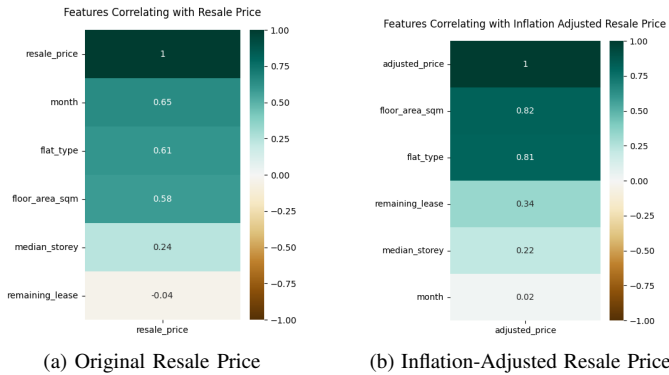 Features Correlating with Resale Price
resale_price
month
flat_type
floor_area_sqm
median_storey
remaining_lease
1
0.65
0.61
0.58
0.24
-0.04
resale_price
1.00
0.75
0.50
0.25
0.00
−0.25
−0.50
−0.75
−1.00
(a) Original Resale Price
Features Correlating with Inflation Adjusted Resale Price
adjusted_price
floor_area_sqm
flat_type
remaining_lease
median_storey
month
1
0.82
0.81
0.34
0.22
0.02
adjusted_price
1.00
0.75
0.50
0.25
0.00
−0.25
−0.50
−0.75
−1.00
(b) Inflation-Adjusted Resale Price